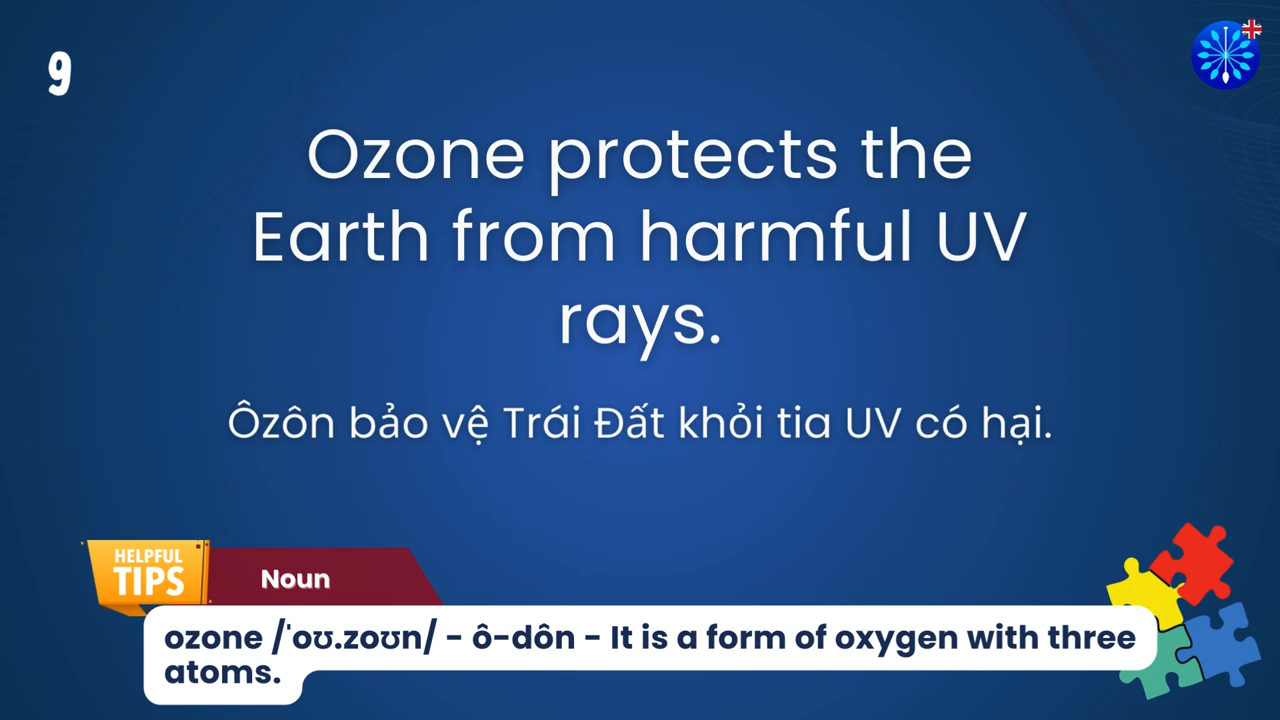 9
Ozone protects the
Earth from harmful UV
rays.
Ôzôn bảo vệ Trái Đất khỏi tia UV có hại.
HELPFUL
TIPS
Noun
ozone /ˈoʊ.zoʊn/ - ô-dôn - It is a form of oxygen with three
atoms.